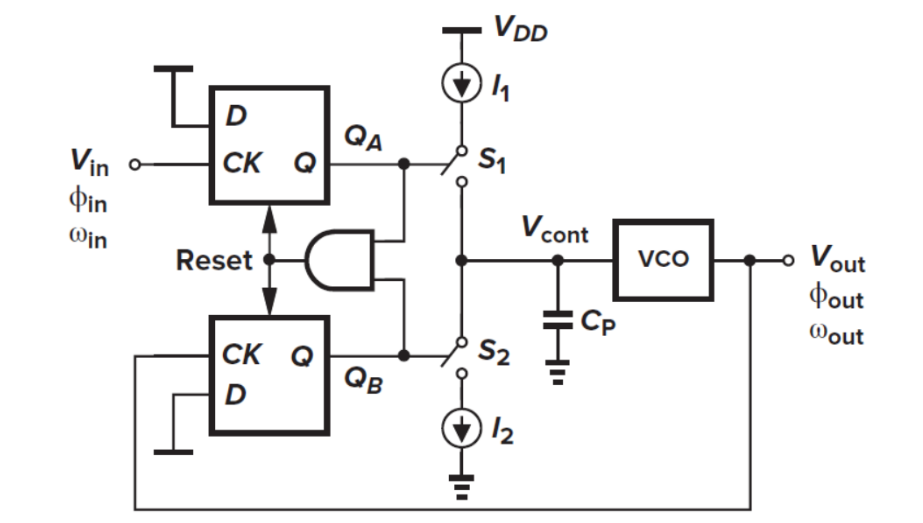 V_DD
I_1
D
Q_A
CK Q
S_1
V_in
ϕ_in
ω_in
V_cont
Reset
VCO
V_out
ϕ_out
ω_out
C_P
CK Q
S_2
Q_B
D
I_2